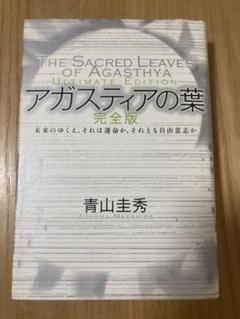 THE SACRED LEAVES
OF AGASTHYA
ULTIMATE EDITION
アガスティアの葉
完全版
未来のゆくえ、それは運命か、それとも自由意志か
青山圭秀
AOYAMA MASAHIDE